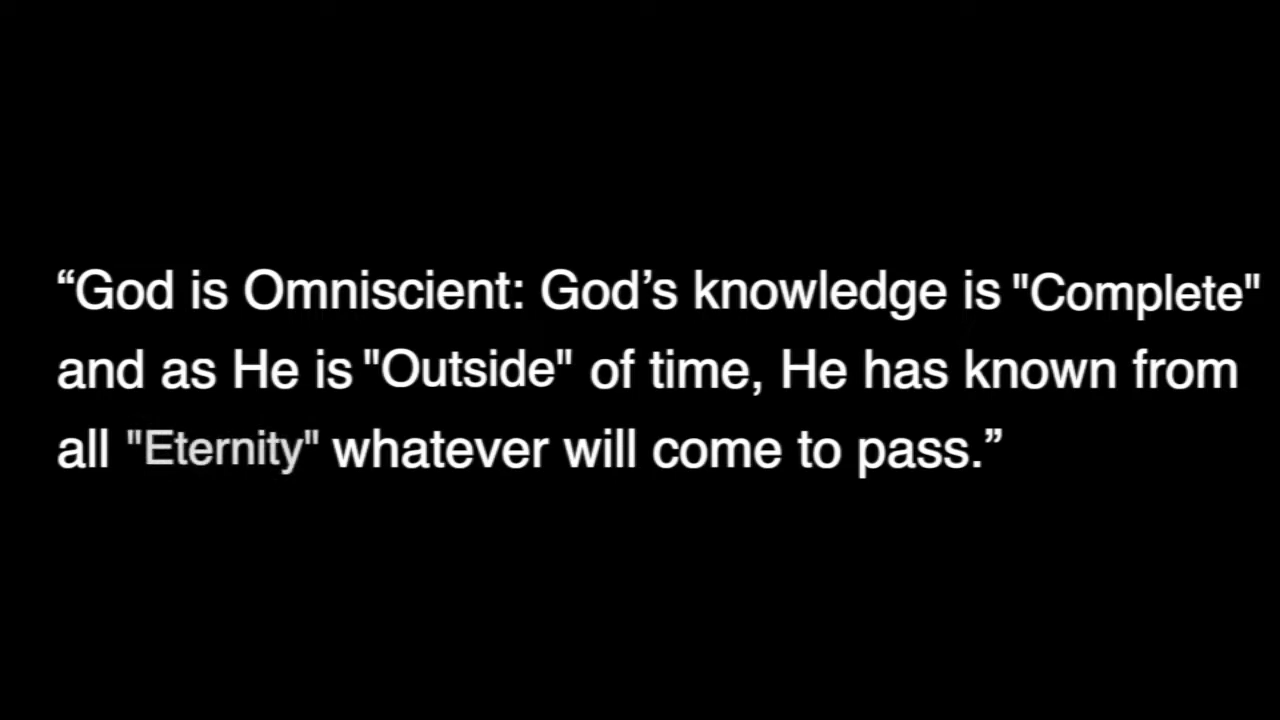 “God is Omniscient: God’s knowledge is "Complete"
and as He is "Outside" of time, He has known from
all "Eternity" whatever will come to pass.”